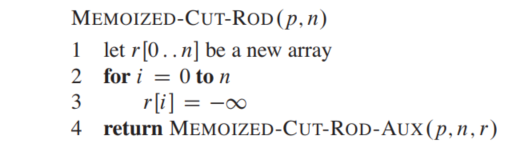 MEMOIZED-CUT-ROD(p, n)
1 let r[0..n] be a new array
2 for i = 0 to n
3 r[i] = −∞
4 return MEMOIZED-CUT-ROD-AUX(p, n, r)